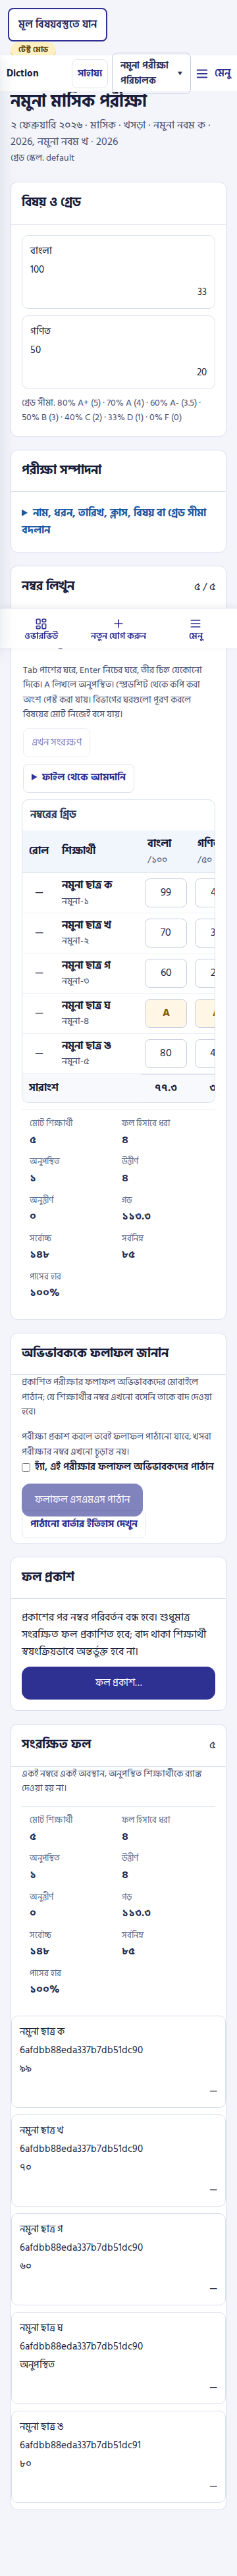 মূল বিষয়বস্তুতে যান
টেস্ট মোড
Diction
সাহায্য
নমুনা পরীক্ষা
পরিচালক
মেনু
নমুনা মাসিক পরীক্ষা
২ ফেব্রুয়ারি ২০২৬ · মাসিক · খসড়া · নমুনা নবম ক ·
2026, নমুনা নবম খ · 2026
গ্রেড স্কেল: default
বিষয় ও গ্রেড
বাংলা
100
33
গণিত
50
20
গ্রেড সীমা: 80% A+ (5) · 70% A (4) · 60% A- (3.5) ·
50% B (3) · 40% C (2) · 33% D (1) · 0% F (0)
পরীক্ষা সম্পাদনা
নাম, ধরন, তারিখ, ক্লাস, বিষয় বা গ্রেড সীমা
বদলান
নম্বর লিখুন
৫ / ৫
ওভারভিউ
নতুন যোগ করুন
মেনু
Tab পাশের ঘরে, Enter নিচের ঘরে, তীর চিহ্ন যেকোনো
দিকে। A লিখলে অনুপস্থিত। স্প্রেডশিট থেকে কপি করা
অংশ পেস্ট করা যায়। বিভাগের ঘরগুলো পূরণ করলে
বিষয়ের মোট নিজেই বসে যায়।
এখন সংরক্ষণ
ফাইল থেকে আমদানি
নম্বরের গ্রিড
রোল
শিক্ষার্থী
বাংলা
/১০০
/৫০
—
নমুনা ছাত্র ক
নমুনা-১
99
—
নমুনা ছাত্র খ
নমুনা-২
70
—
নমুনা ছাত্র গ
নমুনা-৩
60
—
নমুনা ছাত্র ঘ
নমুনা-৪
A
—
নমুনা ছাত্র ঙ
নমুনা-৫
80
সারাংশ
৭৭.৩
মোট শিক্ষার্থী
৫
ফল হিসাবে ধরা
৪
অনুপস্থিত
১
উত্তীর্ণ
৪
অনুত্তীর্ণ
০
গড়
১১৩.৩
সর্বোচ্চ
১৪৮
সর্বনিম্ন
৮৫
পাসের হার
১০০%
অভিভাবককে ফলাফল জানান
প্রকাশিত পরীক্ষার ফলাফল অভিভাবকদের মোবাইলে
পাঠান; যে শিক্ষার্থীর নম্বর এখনো বসেনি তাকে বাদ দেওয়া
হবে।
পরীক্ষা প্রকাশ করলে তবেই ফলাফল পাঠানো যাবে; খসড়া
পরীক্ষার নম্বর এখনো চূড়ান্ত নয়।
হ্যাঁ, এই পরীক্ষার ফলাফল অভিভাবকদের পাঠান
ফলাফল এসএমএস পাঠান
পাঠানো বার্তার ইতিহাস দেখুন
ফল প্রকাশ
প্রকাশের পর নম্বর পরিবর্তন বন্ধ হবে। শুধুমাত্র
সংরক্ষিত ফল প্রকাশিত হবে; বাদ থাকা শিক্ষার্থী
স্বয়ংক্রিয়ভাবে অন্তর্ভুক্ত হবে না।
ফল প্রকাশ…
সংরক্ষিত ফল
৫
একই নম্বরে একই অবস্থান; অনুপস্থিত শিক্ষার্থীকে র‍্যাঙ্ক
দেওয়া হয় না।
মোট শিক্ষার্থী
৫
ফল হিসাবে ধরা
৪
অনুপস্থিত
১
উত্তীর্ণ
৪
অনুত্তীর্ণ
০
গড়
১১৩.৩
সর্বোচ্চ
১৪৮
সর্বনিম্ন
৮৫
পাসের হার
১০০%
নমুনা ছাত্র ক
6afdbb88eda337b7db51dc90
৯৯
—
নমুনা ছাত্র খ
6afdbb88eda337b7db51dc90
৭০
—
নমুনা ছাত্র গ
6afdbb88eda337b7db51dc90
৬০
—
নমুনা ছাত্র ঘ
6afdbb88eda337b7db51dc90
অনুপস্থিত
—
নমুনা ছাত্র ঙ
6afdbb88eda337b7db51dc91
৮০
—